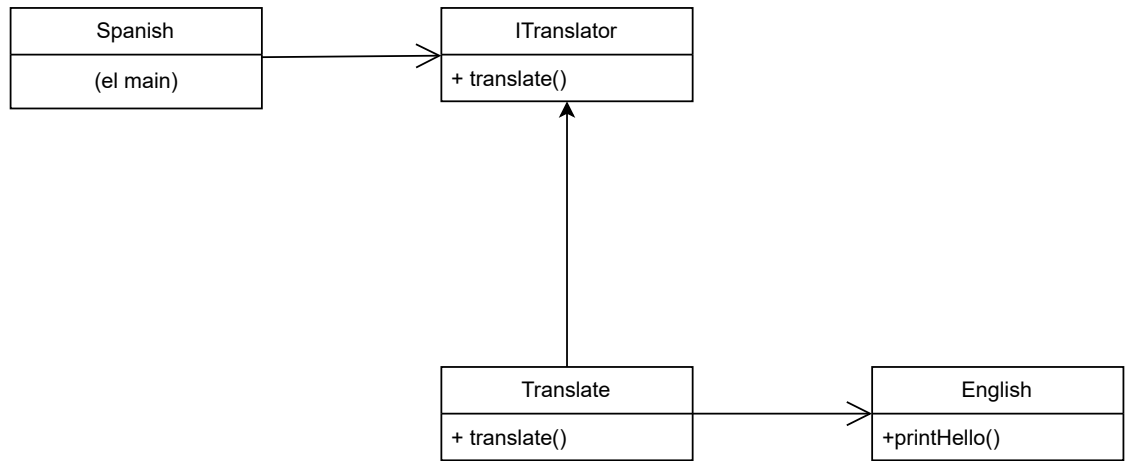 Spanish
(el main)
ITranslator
+ translate()
Translate
+ translate()
English
+printHello()